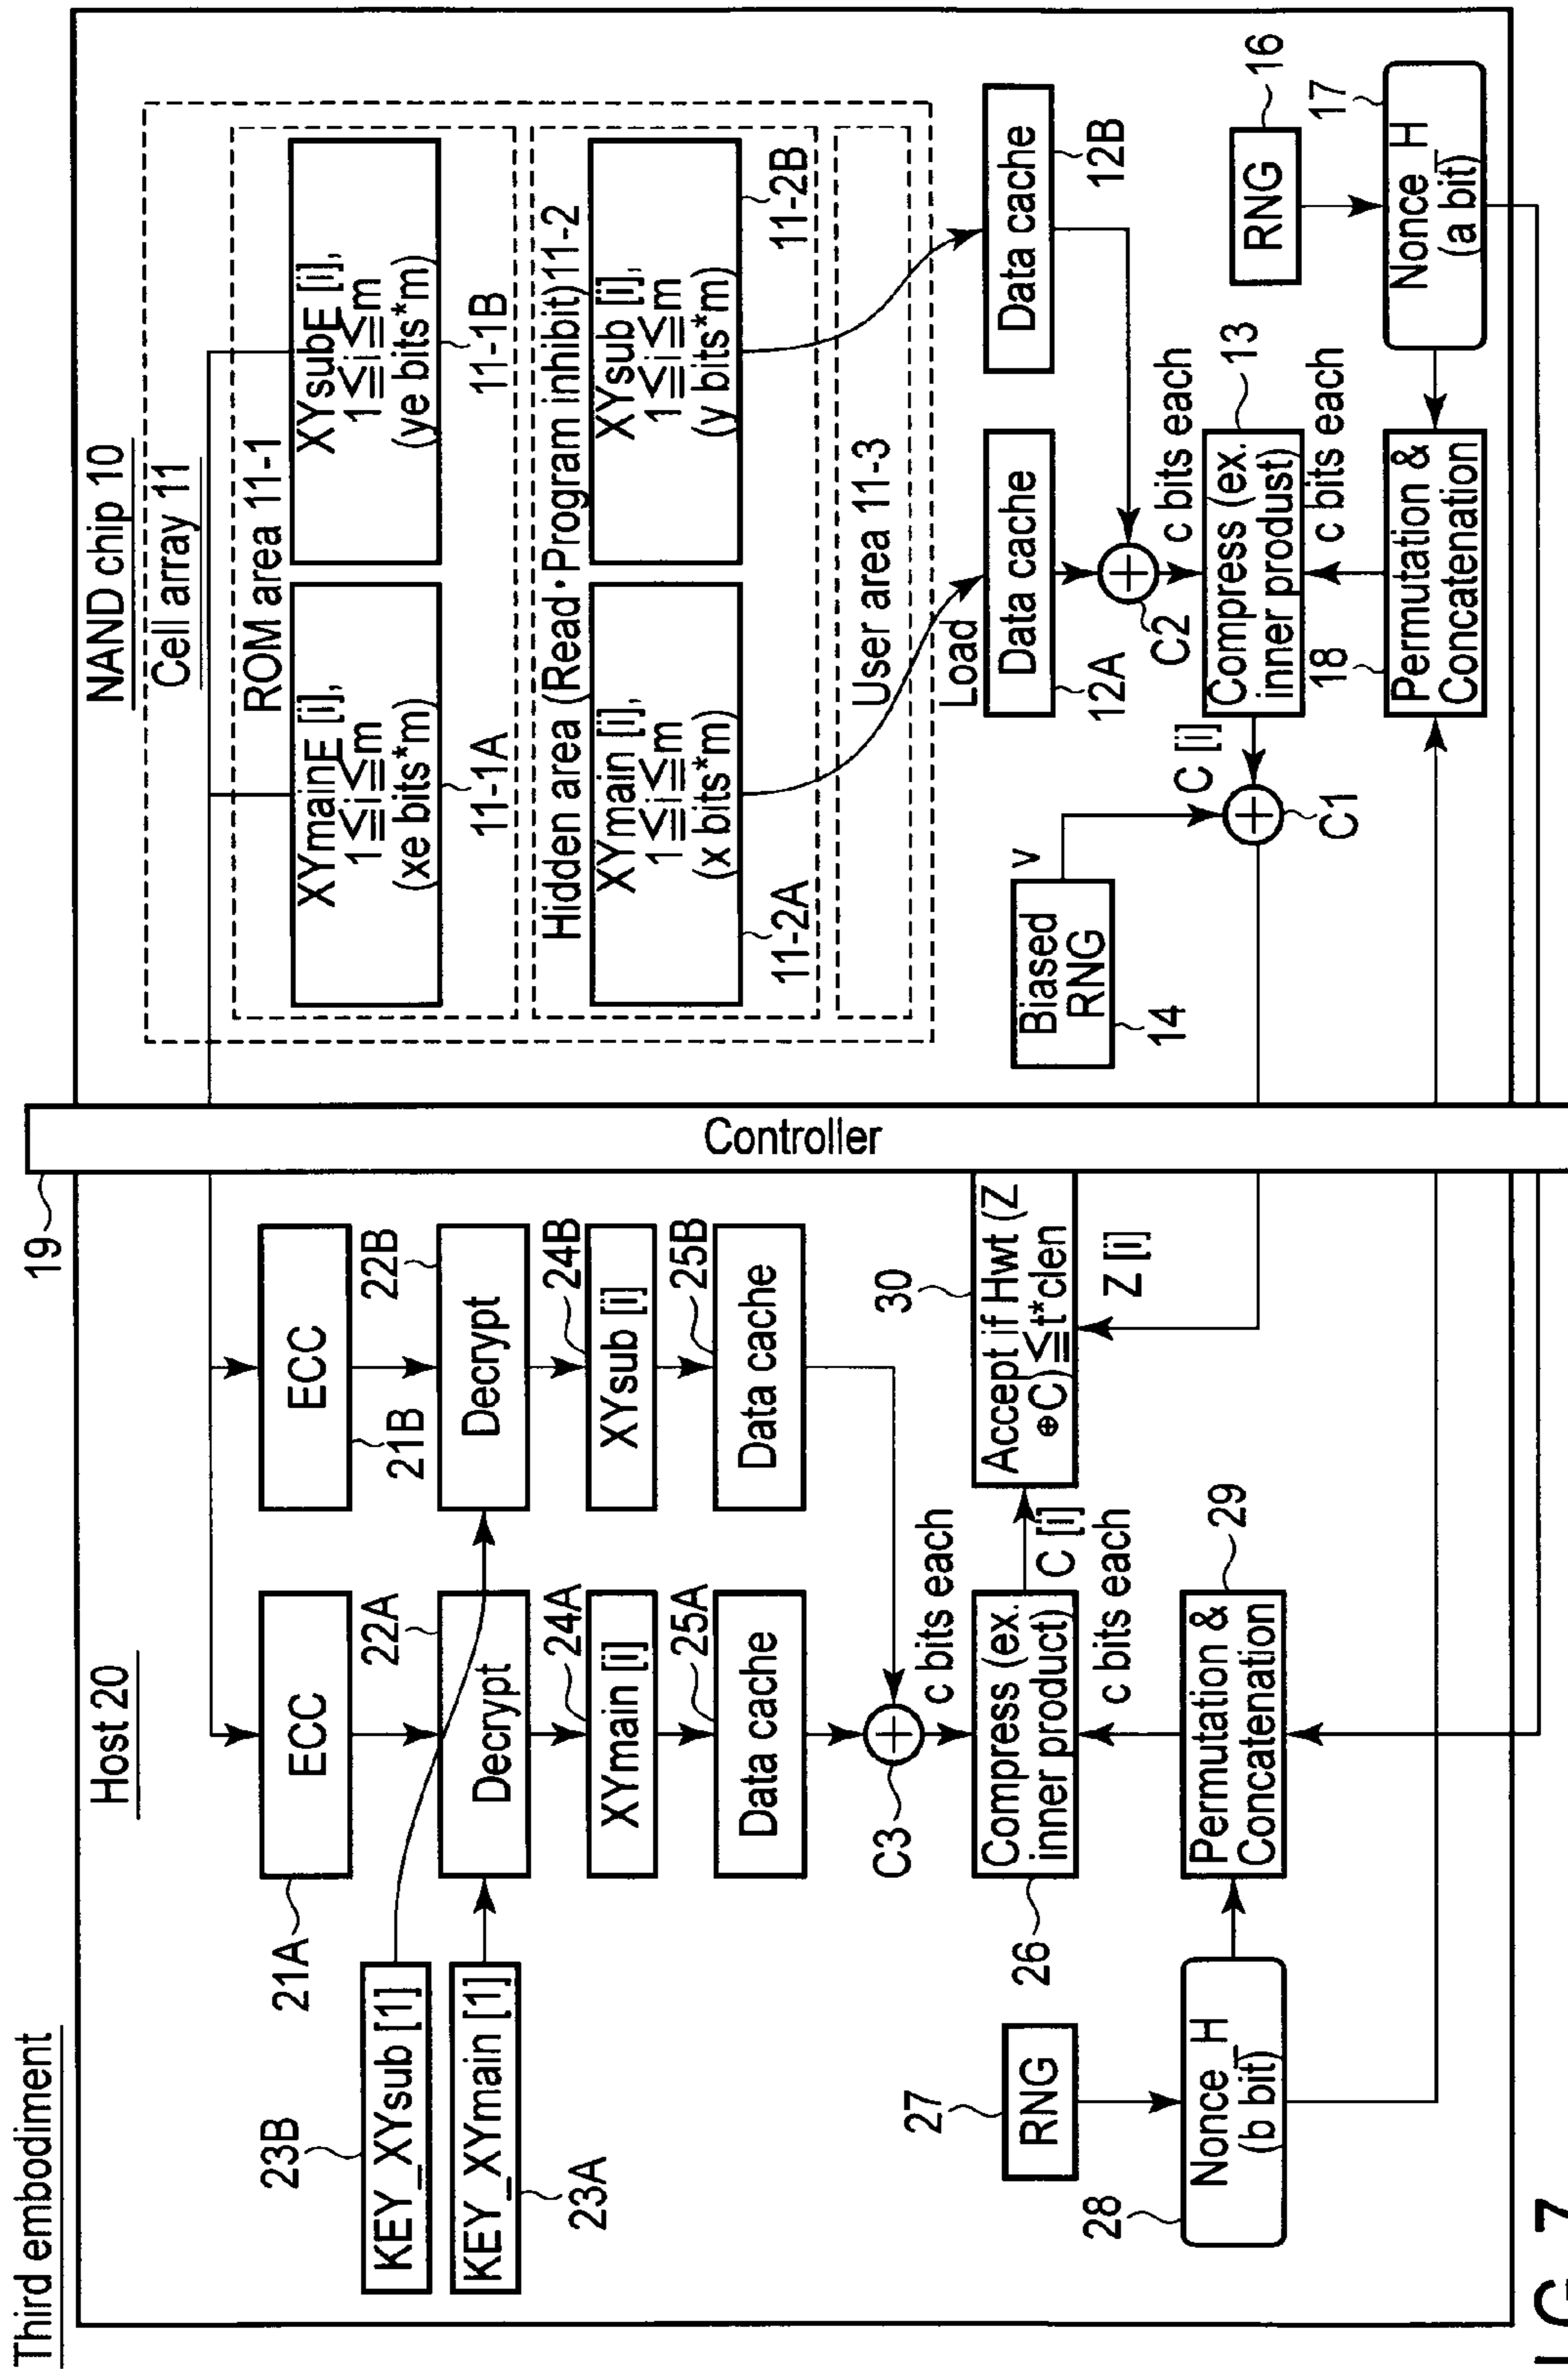 Third embodiment
Host 20
23B
KEY_XYsub [1]
KEY_XYmain [1]
23A
21A
ECC
ECC
21B
22A
22B
Decrypt
Decrypt
24A
24B
XYmain [i]
XYsub [i]
25A
25B
Data cache
Data cache
C3
c bits each
Compress (ex.
inner product)
26
C [i]
c bits each
30
Accept if Hwt (Z
⊕C)≦t*clen
Z [i]
27
RNG
28
Nonce_H
(b bit)
29
Permutation &
Concatenation
19
Controller
NAND chip 10
Cell array 11
ROM area 11-1
XYmainE [i],
1≦i≦m
(xe bits*m)
11-1A
XYsubE [i],
1≦i≦m
(ye bits*m)
11-1B
Hidden area (Read·Program inhibit)11-2
XYmain [i],
1≦i≦m
(x bits*m)
11-2A
XYsub [i],
1≦i≦m
(y bits*m)
11-2B
User area 11-3
Load
Data cache
12A
Data cache
12B
C2
c bits each
Biased
RNG
14
v
C [i]
C1
Compress (ex.
inner produst)
13
c bits each
18
Permutation &
Concatenation
RNG
16
Nonce_H
(a bit)
17